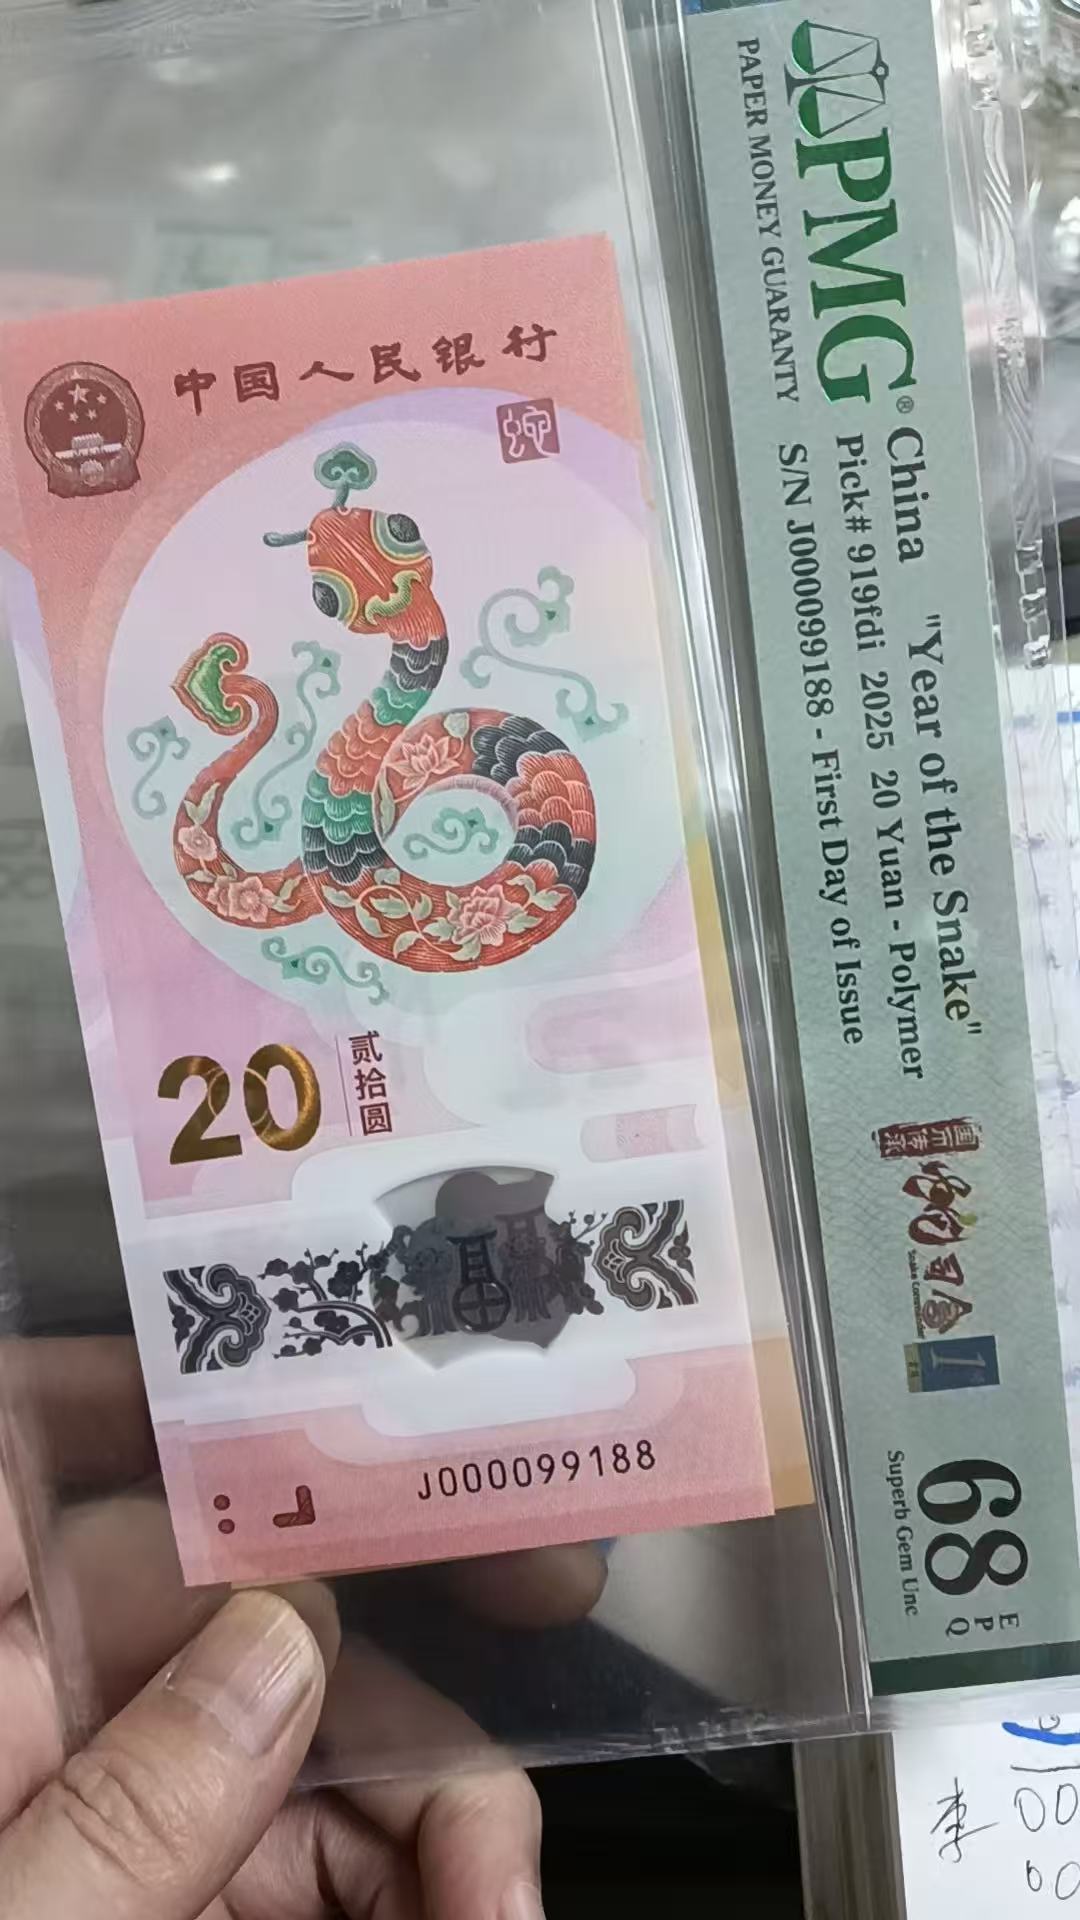 中国人民银行
蛇
20
贰拾圆
J000099188
PMG®
PAPER MONEY GUARANTY
China "Year of the Snake"
Pick# 919fdi 2025 20 Yuan - Polymer
S/N J000099188 - First Day of Issue
68
EPQ
Superb Gem Unc